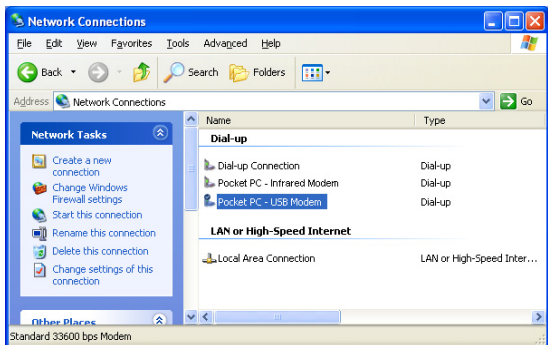 Network Connections
File Edit View Favorites Tools Advanced Help
Back Search Folders
Address Network Connections Go
Network Tasks
Create a new
connection
Change Windows
Firewall settings
Start this connection
Rename this connection
Delete this connection
Change settings of this
connection
Other Places
Name Type
Dial-up
Dial-up Connection Dial-up
Pocket PC - Infrared Modem Dial-up
Pocket PC - USB Modem Dial-up
LAN or High-Speed Internet
Local Area Connection LAN or High-Speed Inter...
Standard 33600 bps Modem